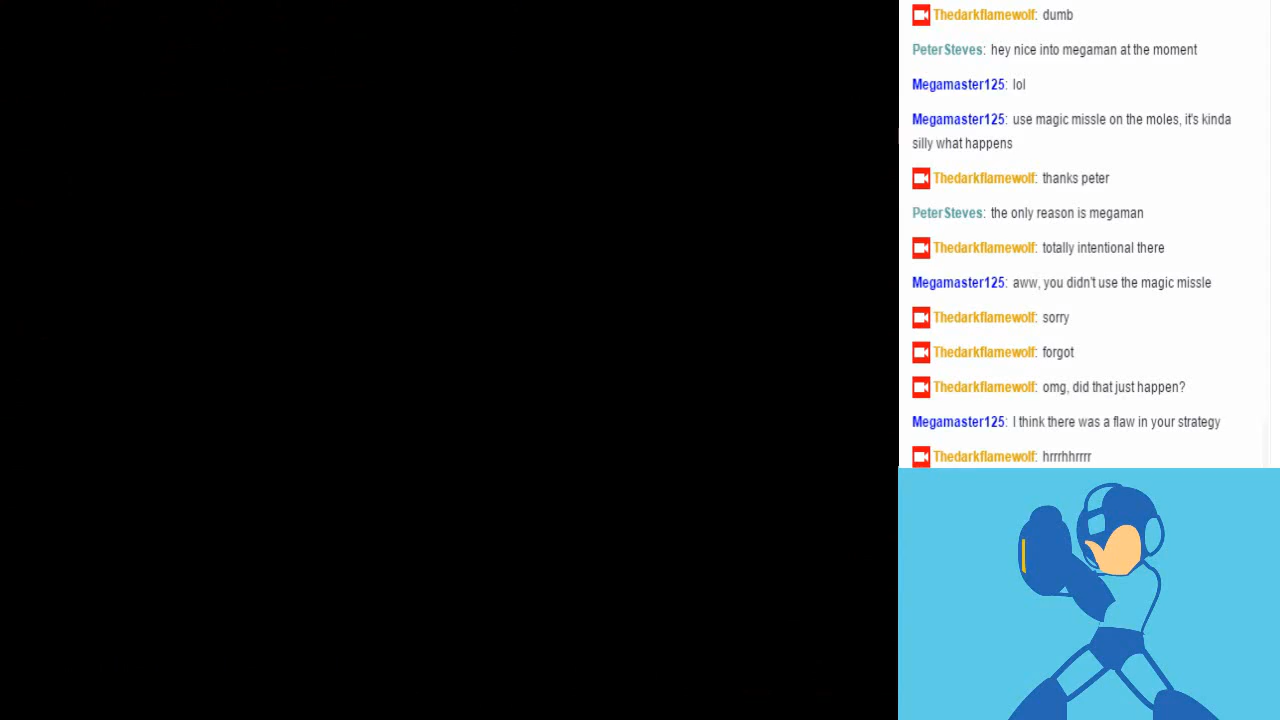 Thedarkflamewolf: dumb
PeterSteves: hey nice into megaman at the moment
Megamaster125: lol
Megamaster125: use magic missle on the moles, it's kinda
silly what happens
Thedarkflamewolf: thanks peter
PeterSteves: the only reason is megaman
Thedarkflamewolf: totally intentional there
Megamaster125: aww, you didn't use the magic missle
Thedarkflamewolf: sorry
Thedarkflamewolf: forgot
Thedarkflamewolf: omg, did that just happen?
Megamaster125: I think there was a flaw in your strategy
Thedarkflamewolf: hrrrhhrrrr